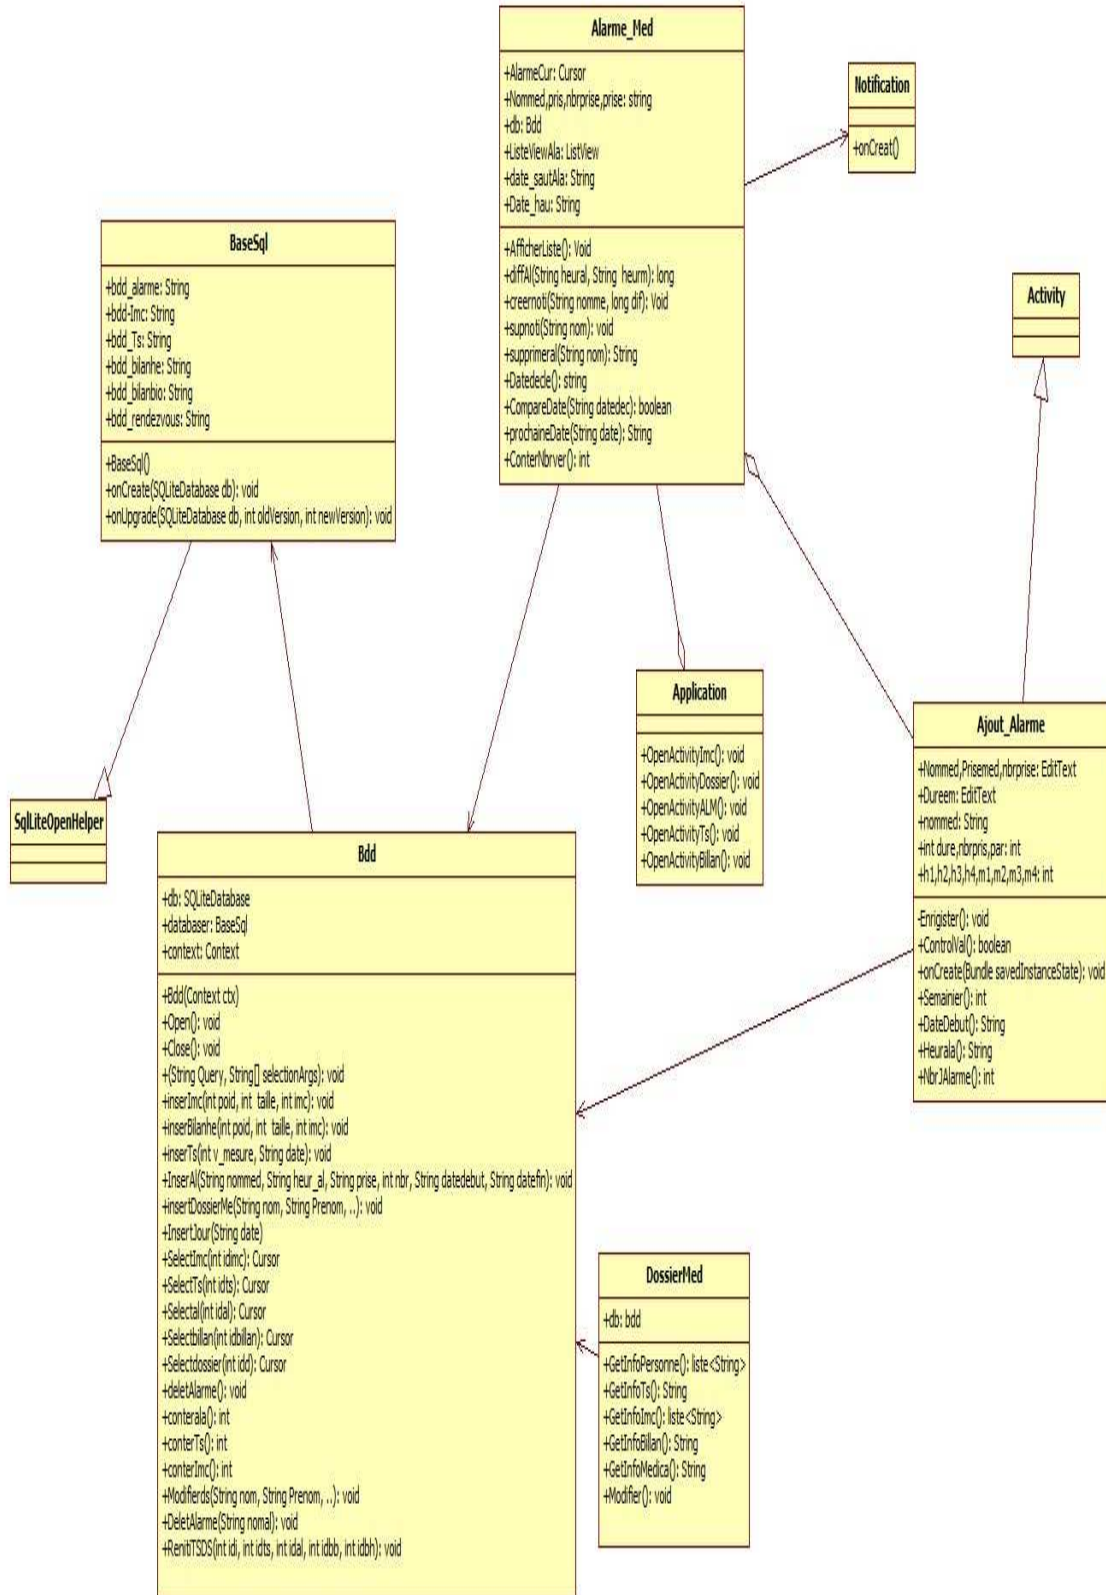 Alarme_Med
+AlarmeCur: Cursor
+Nommed,pris,nbrprise,prise: string
+db: Bdd
+ListeViewAla: ListView
+date_sautAla: String
+Date_hau: String
+AfficherListe(): Void
+diffAl(String heural, String heurm): long
+creernoti(String nomme, long dif): Void
+supnoti(String nom): void
+supprimeral(String nom): String
+Datedecle(): string
+CompareDate(String datedec): boolean
+prochaineDate(String date): String
+ConterNbrver(): int
Notification
+onCreat()
BaseSql
+bdd_alarme: String
+bdd-Imc: String
+bdd_Ts: String
+bdd_bilanhe: String
+bdd_bilanbio: String
+bdd_rendezvous: String
+BaseSql()
+onCreate(SQLiteDatabase db): void
+onUpgrade(SQLiteDatabase db, int oldVersion, int newVersion): void
Activity
Application
+OpenActivityImc(): void
+OpenActivityDossier(): void
+OpenActivityALM(): void
+OpenActivityTs(): void
+OpenActivityBillan(): void
Ajout_Alarme
+Nommed,Prisemed,nbrprise: EditText
+Dureem: EditText
+nommed: String
+int dure,nbrpris,par: int
+h1,h2,h3,h4,m1,m2,m3,m4: int
-Enrigister(): void
+ControlVal(): boolean
+onCreate(Bundle savedInstanceState): void
+Semainier(): int
+DateDebut(): String
+Heurala(): String
+NbrJAlarme(): int
SqlLiteOpenHelper
Bdd
+db: SQLiteDatabase
+databaser: BaseSql
+context: Context
+Bdd(Context ctx)
+Open(): void
+Close(): void
+(String Query, String[] selectionArgs): void
+inserImc(int poid, int taille, int imc): void
+inserBilanhe(int poid, int taille, int imc): void
+inserTs(int v_mesure, String date): void
+InserAl(String nommed, String heur_al, String prise, int nbr, String datedebut, String datefin): void
+insertDossierMe(String nom, String Prenom, ..): void
+InsertJour(String date)
+SelectImc(int idimc): Cursor
+SelectTs(int idts): Cursor
+Selectal(int idal): Cursor
+Selectbillan(int idbillan): Cursor
+Selectdossier(int idd): Cursor
+deletAlarme(): void
+conterala(): int
+conterTs(): int
+conterImc(): int
+Modifierds(String nom, String Prenom, ..): void
+DeletAlarme(String nomal): void
+RenitiTSDS(int idi, int idts, int idal, int idbb, int idbh): void
DossierMed
+db: bdd
+GetInfoPersonne(): liste<String>
+GetInfoTs(): String
+GetInfoImc(): liste<String>
+GetInfoBillan(): String
+GetInfoMedica(): String
+Modifier(): void